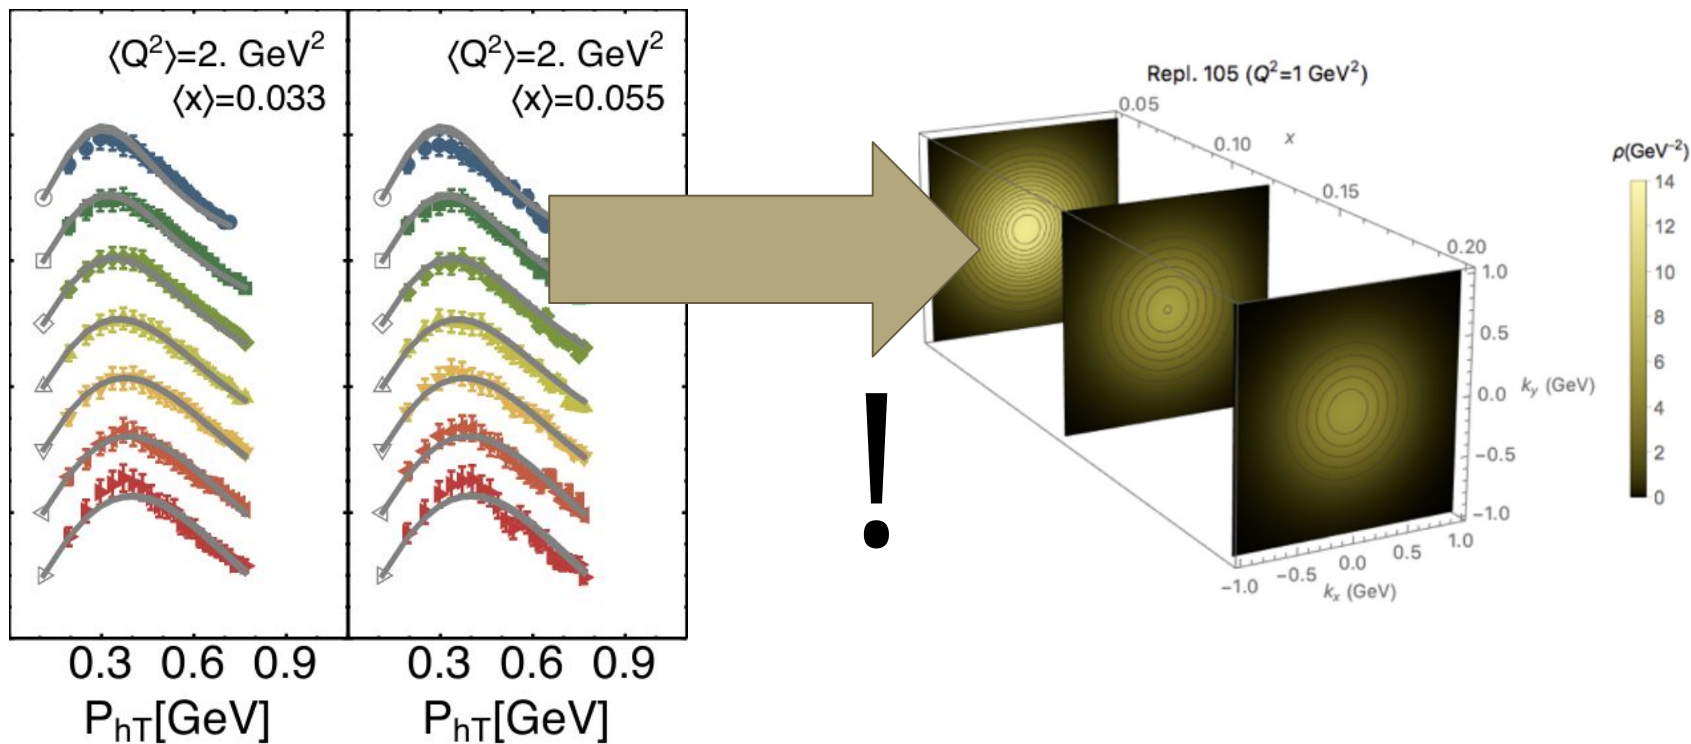 ⟨Q²⟩=2. GeV²
⟨x⟩=0.033
⟨Q²⟩=2. GeV²
⟨x⟩=0.055
0.3 0.6 0.9
0.3 0.6 0.9
P_hT[GeV]
P_hT[GeV]
!
Repl. 105 (Q²=1 GeV²)
0.05
0.10
x
0.15
0.20
1.0
0.5
0.0
k_y (GeV)
−0.5
−1.0
−1.0
−0.5
0.0
0.5
1.0
k_x (GeV)
ρ(GeV⁻²)
14
12
10
8
6
4
2
0